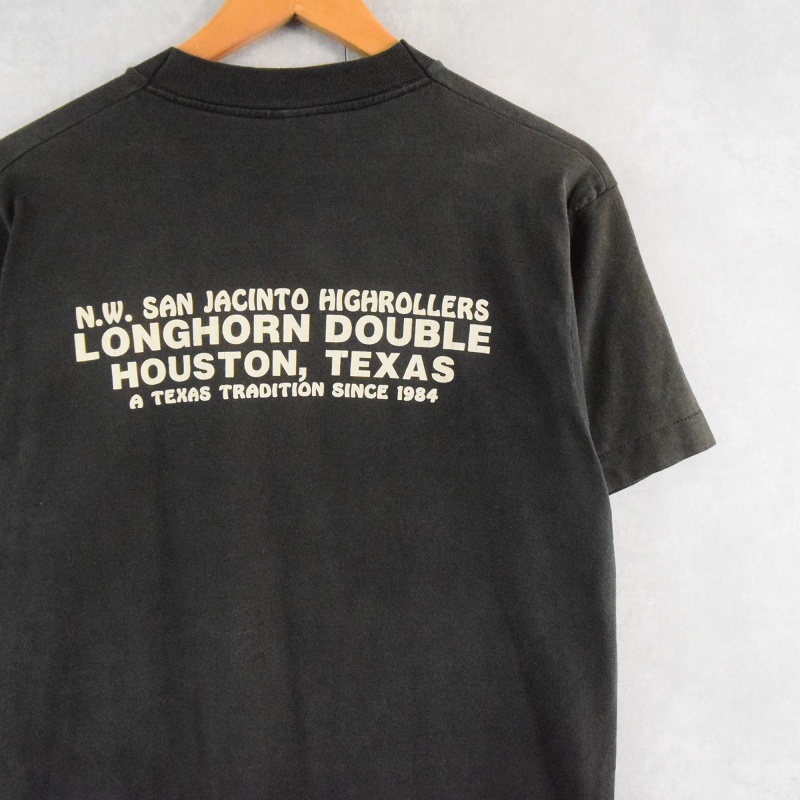 N.W. SAN JACINTO HIGHROLLERS
LONGHORN DOUBLE
HOUSTON, TEXAS
A TEXAS TRADITION SINCE 1984